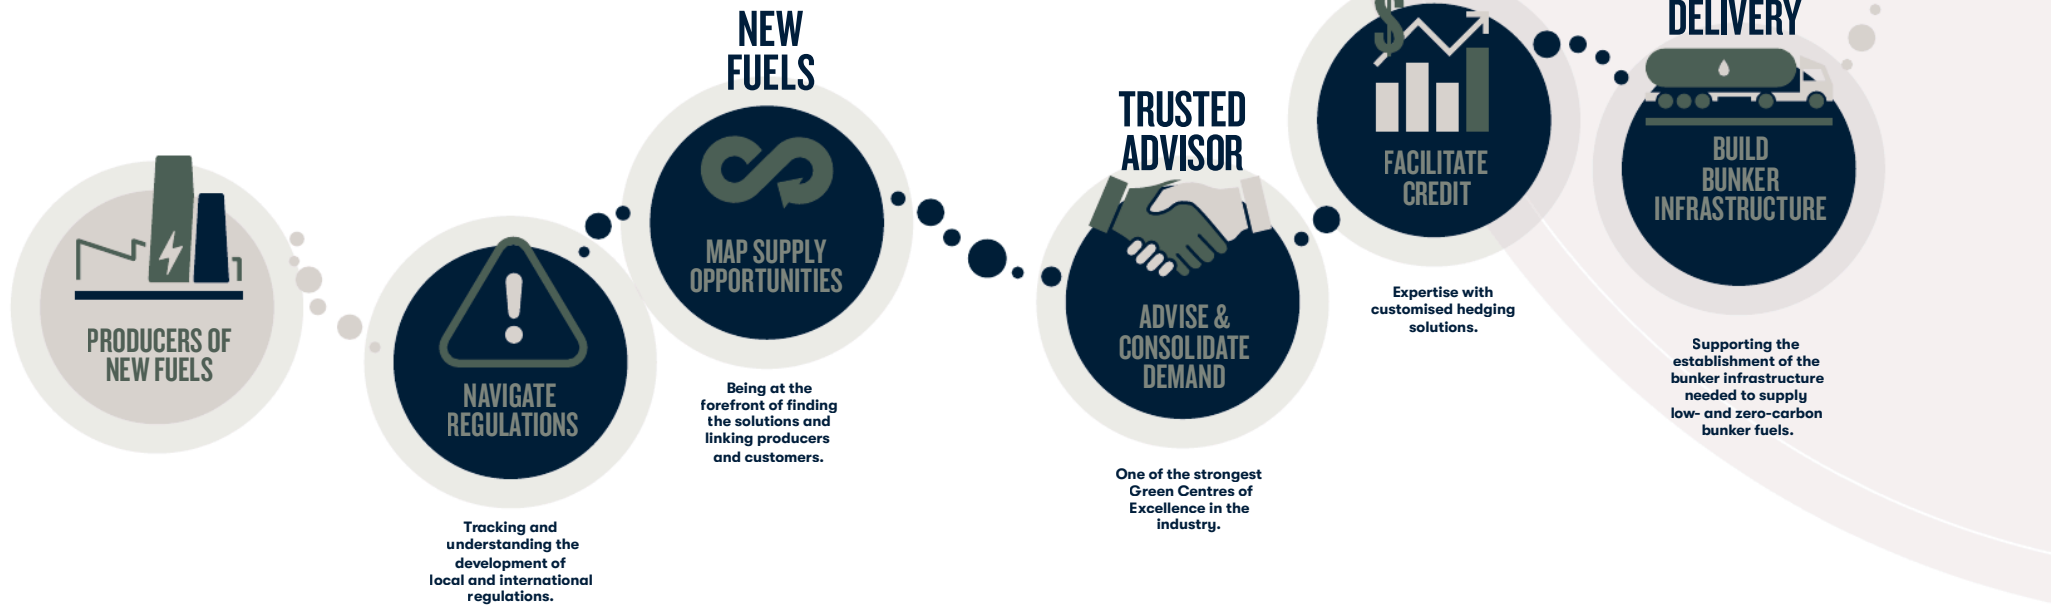 PRODUCERS OF
NEW FUELS
NAVIGATE
REGULATIONS
Tracking and
understanding the
development of
local and international
regulations.
NEW
FUELS
MAP SUPPLY
OPPORTUNITIES
Being at the
forefront of finding
the solutions and
linking producers
and customers.
TRUSTED
ADVISOR
ADVISE &
CONSOLIDATE
DEMAND
One of the strongest
Green Centres of
Excellence in the
industry.
$
FACILITATE
CREDIT
Expertise with
customised hedging
solutions.
DELIVERY
BUILD
BUNKER
INFRASTRUCTURE
Supporting the
establishment of the
bunker infrastructure
needed to supply
low- and zero-carbon
bunker fuels.